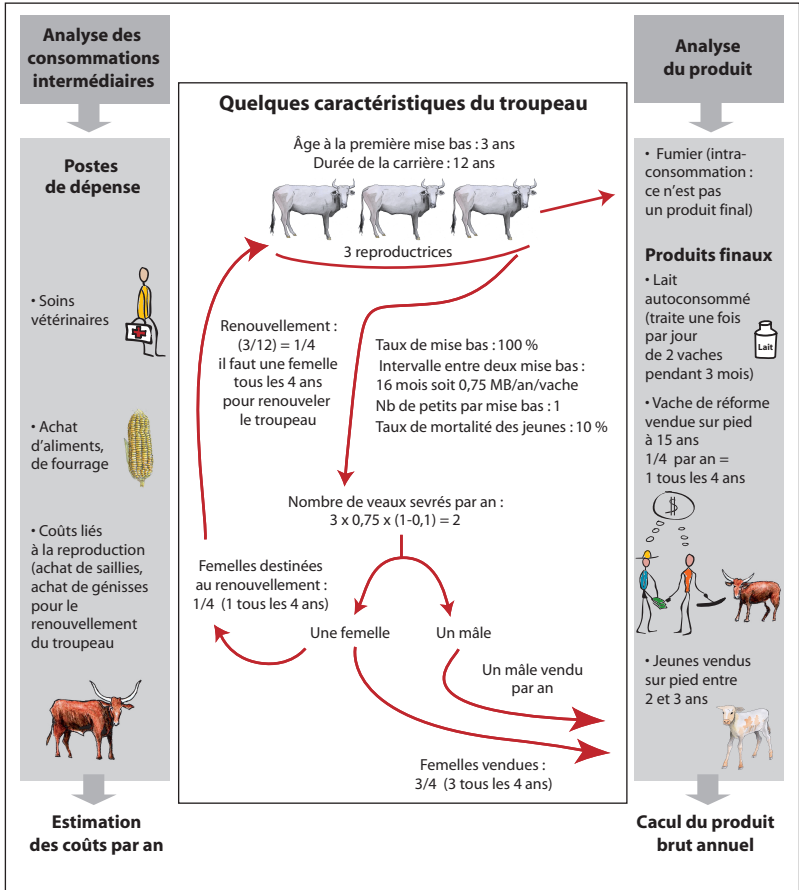 Analyse des
consommations
intermédiaires
Postes
de dépense
• Soins
vétérinaires
• Achat
d'aliments,
de fourrage
• Coûts liés
à la reproduction
(achat de saillies,
achat de génisses
pour le
renouvellement
du troupeau
Estimation
des coûts par an
Quelques caractéristiques du troupeau
Âge à la première mise bas : 3 ans
Durée de la carrière : 12 ans
3 reproductrices
Renouvellement :
(3/12) = 1/4
il faut une femelle
tous les 4 ans
pour renouveler
le troupeau
Taux de mise bas : 100 %
Intervalle entre deux mise bas :
16 mois soit 0,75 MB/an/vache
Nb de petits par mise bas : 1
Taux de mortalité des jeunes : 10 %
Nombre de veaux sevrés par an :
3 x 0,75 x (1-0,1) = 2
Femelles destinées
au renouvellement :
1/4 (1 tous les 4 ans)
Une femelle
Un mâle
Un mâle vendu
par an
Femelles vendues :
3/4 (3 tous les 4 ans)
Analyse
du produit
• Fumier (intra-
consommation :
ce n'est pas
un produit final)
Produits finaux
• Lait
autoconsommé
(traite une fois
par jour
de 2 vaches
pendant 3 mois)
Lait
• Vache de réforme
vendue sur pied
à 15 ans
1/4 par an =
1 tous les 4 ans
$
• Jeunes vendus
sur pied entre
2 et 3 ans
Cacul du produit
brut annuel